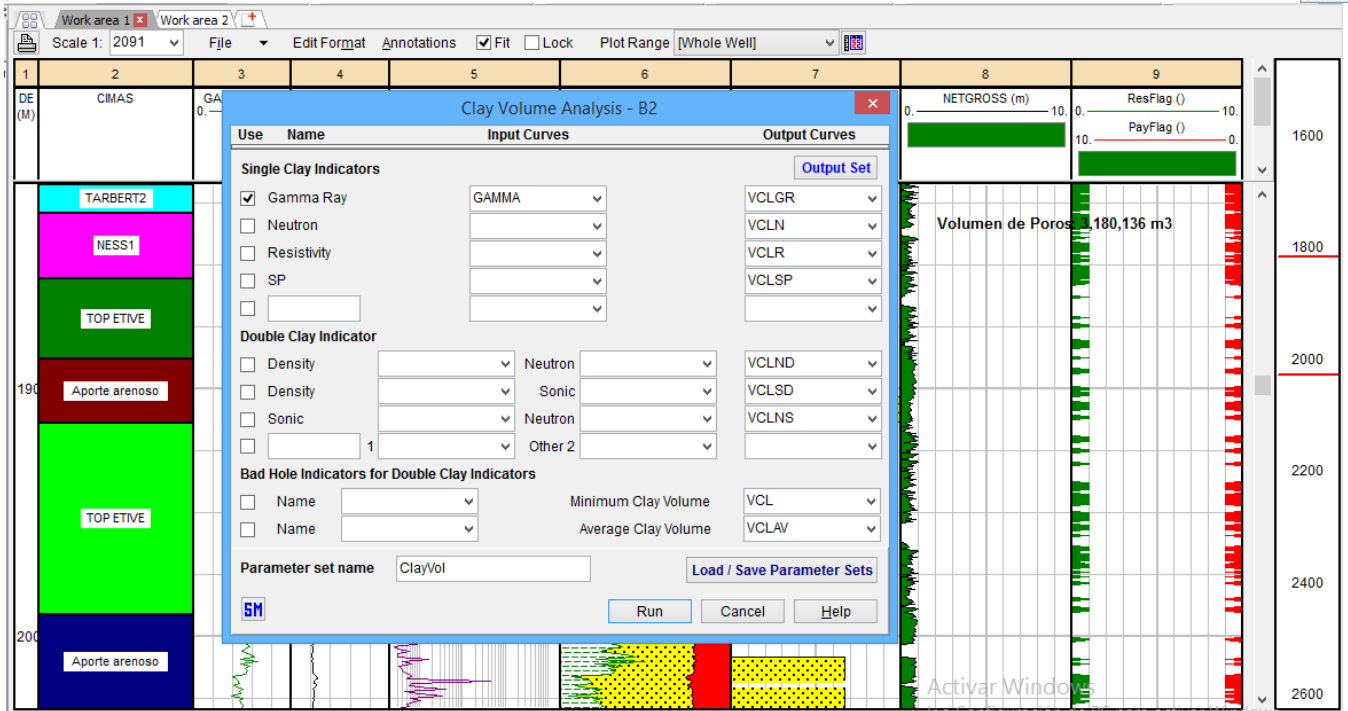 Work area 1 Work area 2
Scale 1: 2091 File Edit Format Annotations Fit Lock Plot Range [Whole Well]
1 2 3 4 5 6 7 8 9
DE (M) CIMAS GA 0. NETGROSS (m) 0. 10. ResFlag () 0. 10. PayFlag () 10. 0.
Clay Volume Analysis - B2
Use Name Input Curves Output Curves
Single Clay Indicators Output Set
Gamma Ray GAMMA VCLGR
Neutron VCLN
Resistivity VCLR
SP VCLSP
Double Clay Indicator
Density Neutron VCLND
Density Sonic VCLSD
Sonic Neutron VCLNS
1 Other 2
Bad Hole Indicators for Double Clay Indicators
Name Minimum Clay Volume VCL
Name Average Clay Volume VCLAV
Parameter set name ClayVol Load / Save Parameter Sets
SM Run Cancel Help
TARBERT2
NESS1
TOP ETIVE
190 Aporte arenoso
TOP ETIVE
200 Aporte arenoso
Volumen de Poros: 3,180,136 m3
1600
1800
2000
2200
2400
2600
Activar Windows